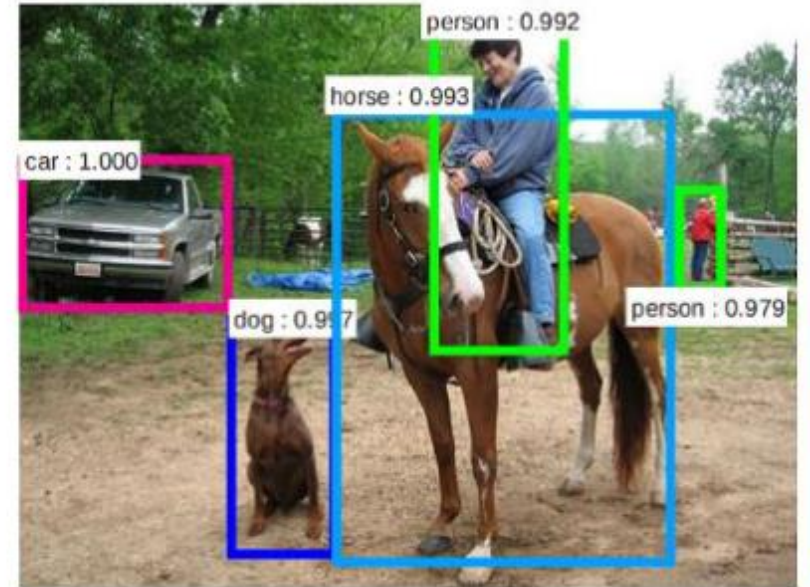 person : 0.992
horse : 0.993
car : 1.000
dog : 0.997
person : 0.979